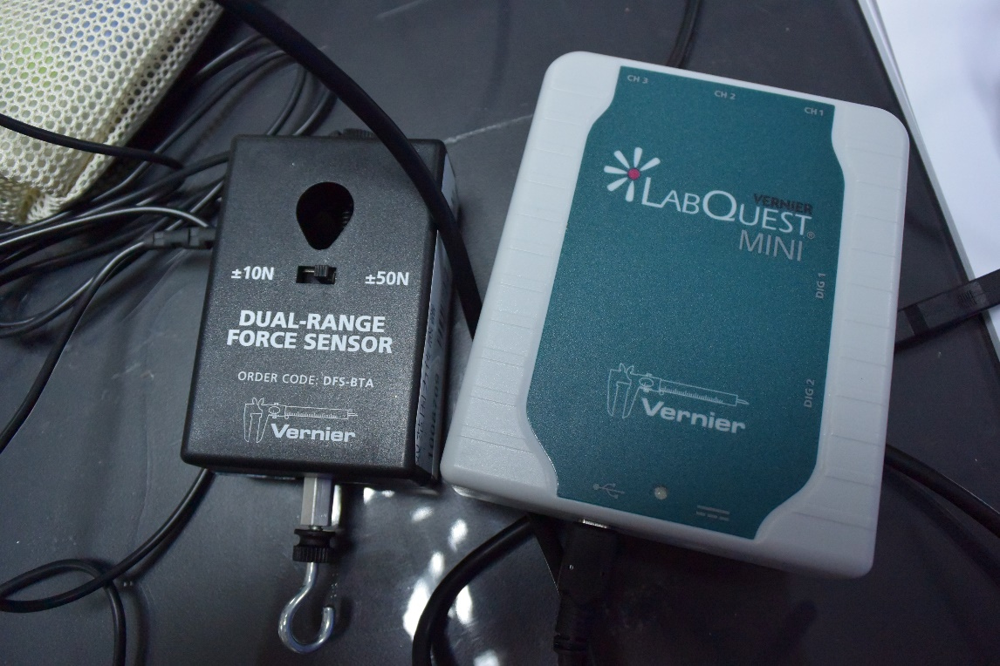 ±10N
±50N
DUAL-RANGE
FORCE SENSOR
ORDER CODE: DFS-BTA
Vernier
CH 3
CH 2
CH 1
VERNIER
LABQUEST®
MINI
DIG 1
DIG 2
Vernier